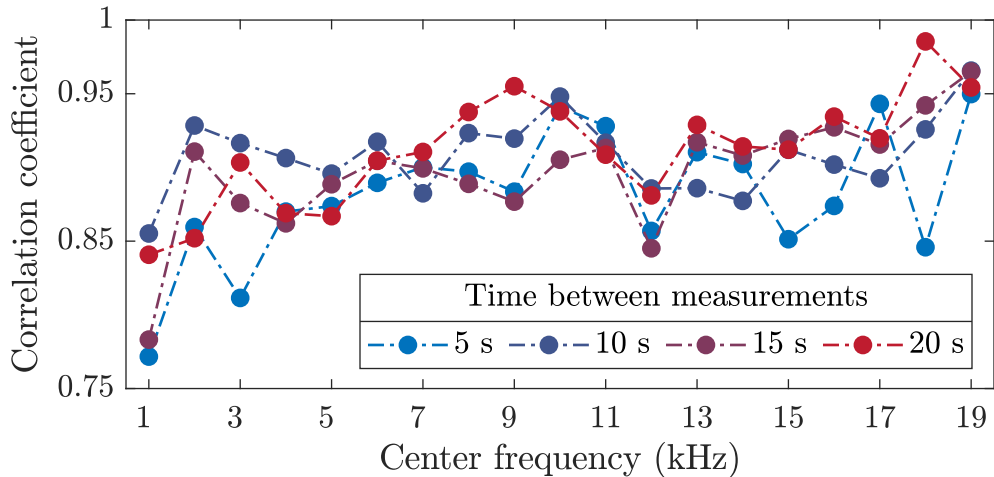 1
0.95
0.85
0.75
Correlation coefficient
Time between measurements
5 s 10 s 15 s 20 s
1 3 5 7 9 11 13 15 17 19
Center frequency (kHz)